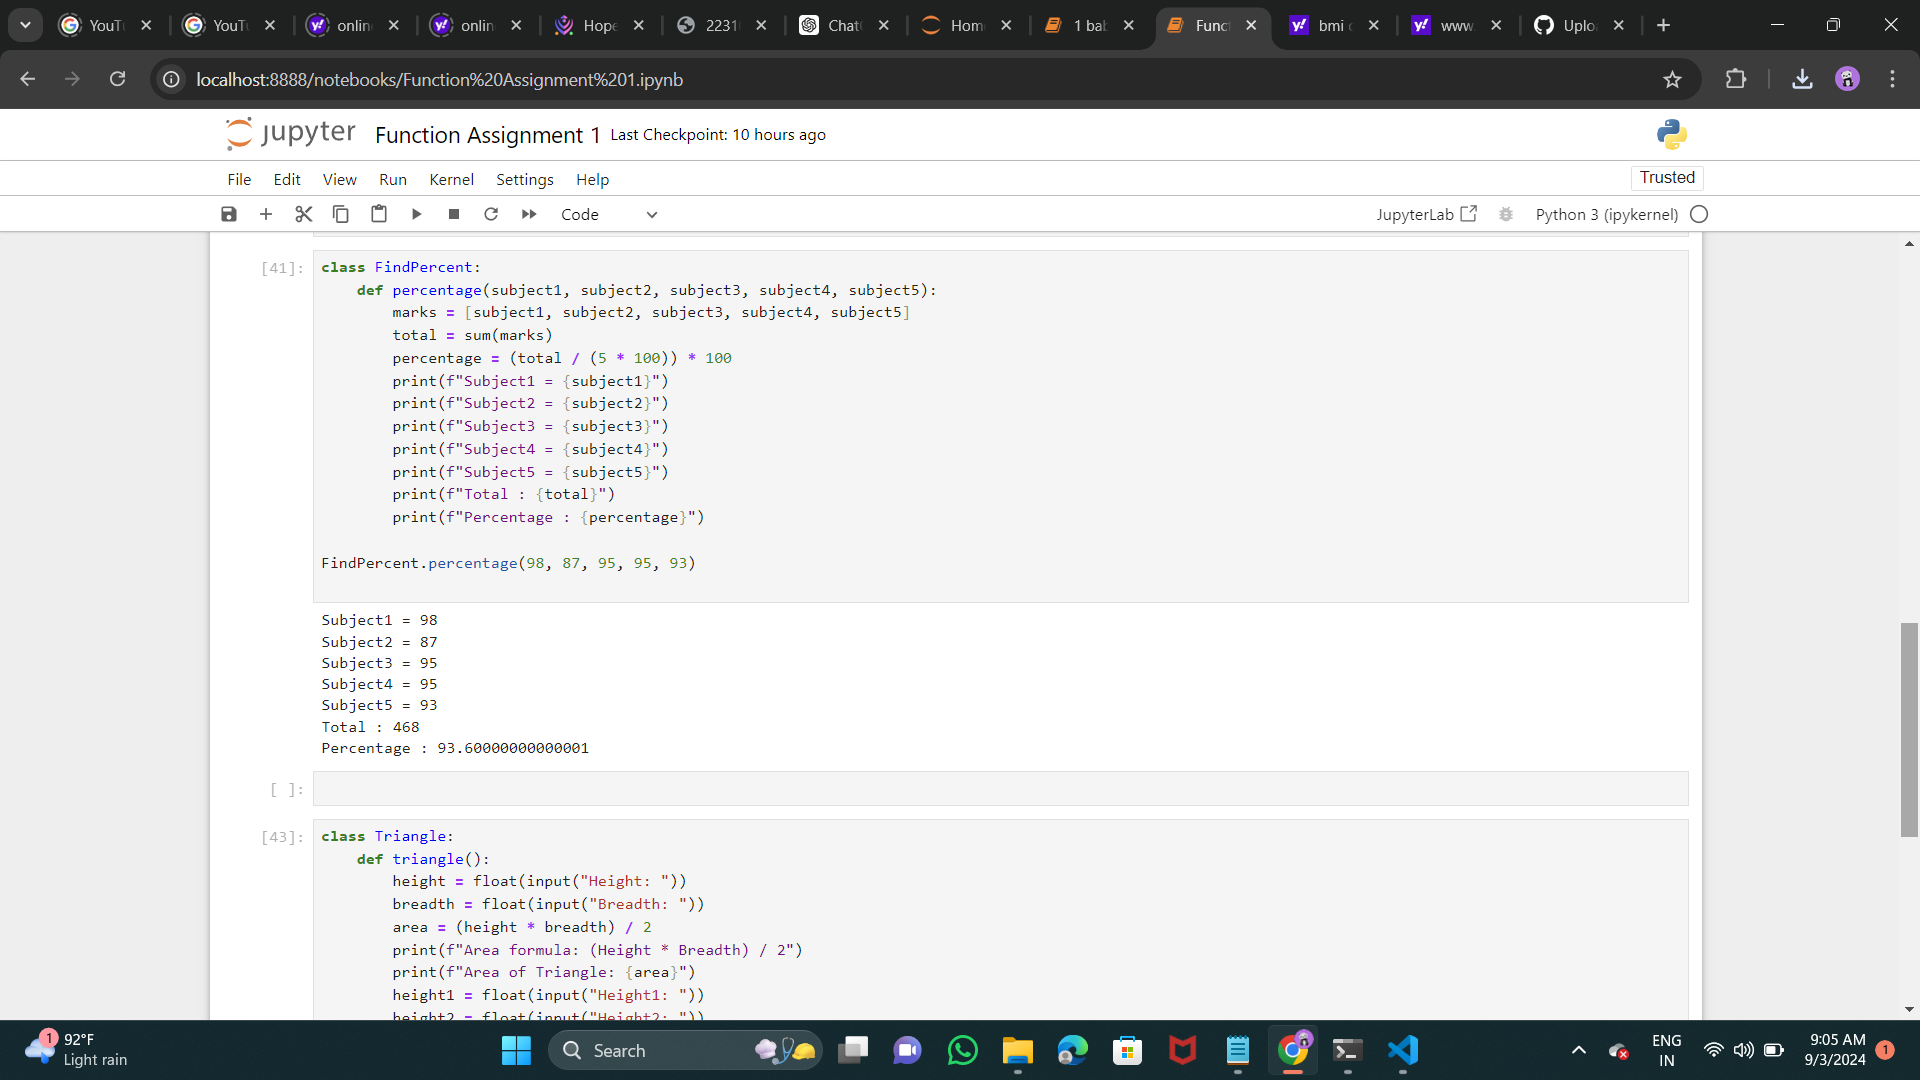 YouTu
YouTu
onlin
onlin
Hope
2231
Chat
Hom
1 bab
Func
bmi c
www.
Uplo
localhost:8888/notebooks/Function%20Assignment%201.ipynb
jupyter Function Assignment 1 Last Checkpoint: 10 hours ago
File Edit View Run Kernel Settings Help Trusted
Code JupyterLab Python 3 (ipykernel)
[41]: class FindPercent:
def percentage(subject1, subject2, subject3, subject4, subject5):
marks = [subject1, subject2, subject3, subject4, subject5]
total = sum(marks)
percentage = (total / (5 * 100)) * 100
print(f"Subject1 = {subject1}")
print(f"Subject2 = {subject2}")
print(f"Subject3 = {subject3}")
print(f"Subject4 = {subject4}")
print(f"Subject5 = {subject5}")
print(f"Total : {total}")
print(f"Percentage : {percentage}")
FindPercent.percentage(98, 87, 95, 95, 93)
Subject1 = 98
Subject2 = 87
Subject3 = 95
Subject4 = 95
Subject5 = 93
Total : 468
Percentage : 93.60000000000001
[ ]:
[43]: class Triangle:
def triangle():
height = float(input("Height: "))
breadth = float(input("Breadth: "))
area = (height * breadth) / 2
print(f"Area formula: (Height * Breadth) / 2")
print(f"Area of Triangle: {area}")
height1 = float(input("Height1: "))
height2 = float(input("Height2: "))
1 92°F
Light rain
Search
ENG
IN
9:05 AM
9/3/2024
1